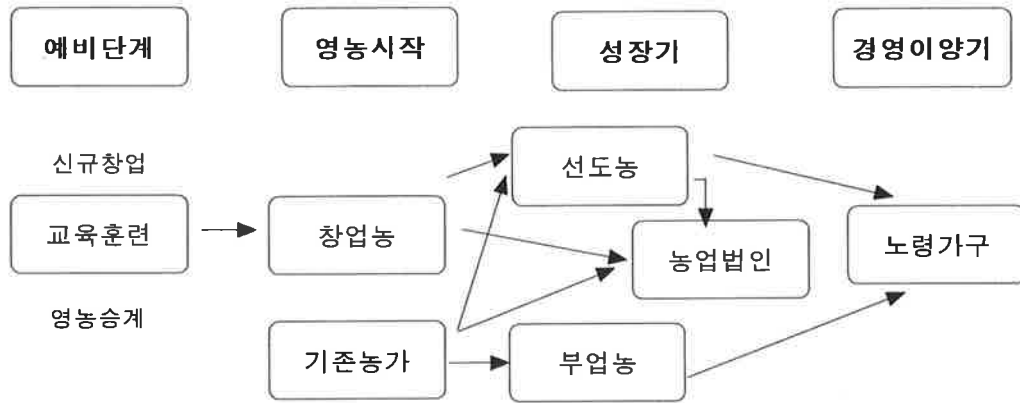 예비단계 영농시작 성장기 경영이양기
신규창업
선도농
교육훈련
창업농
농업법인
노령가구
영농승계
기존농가
부업농